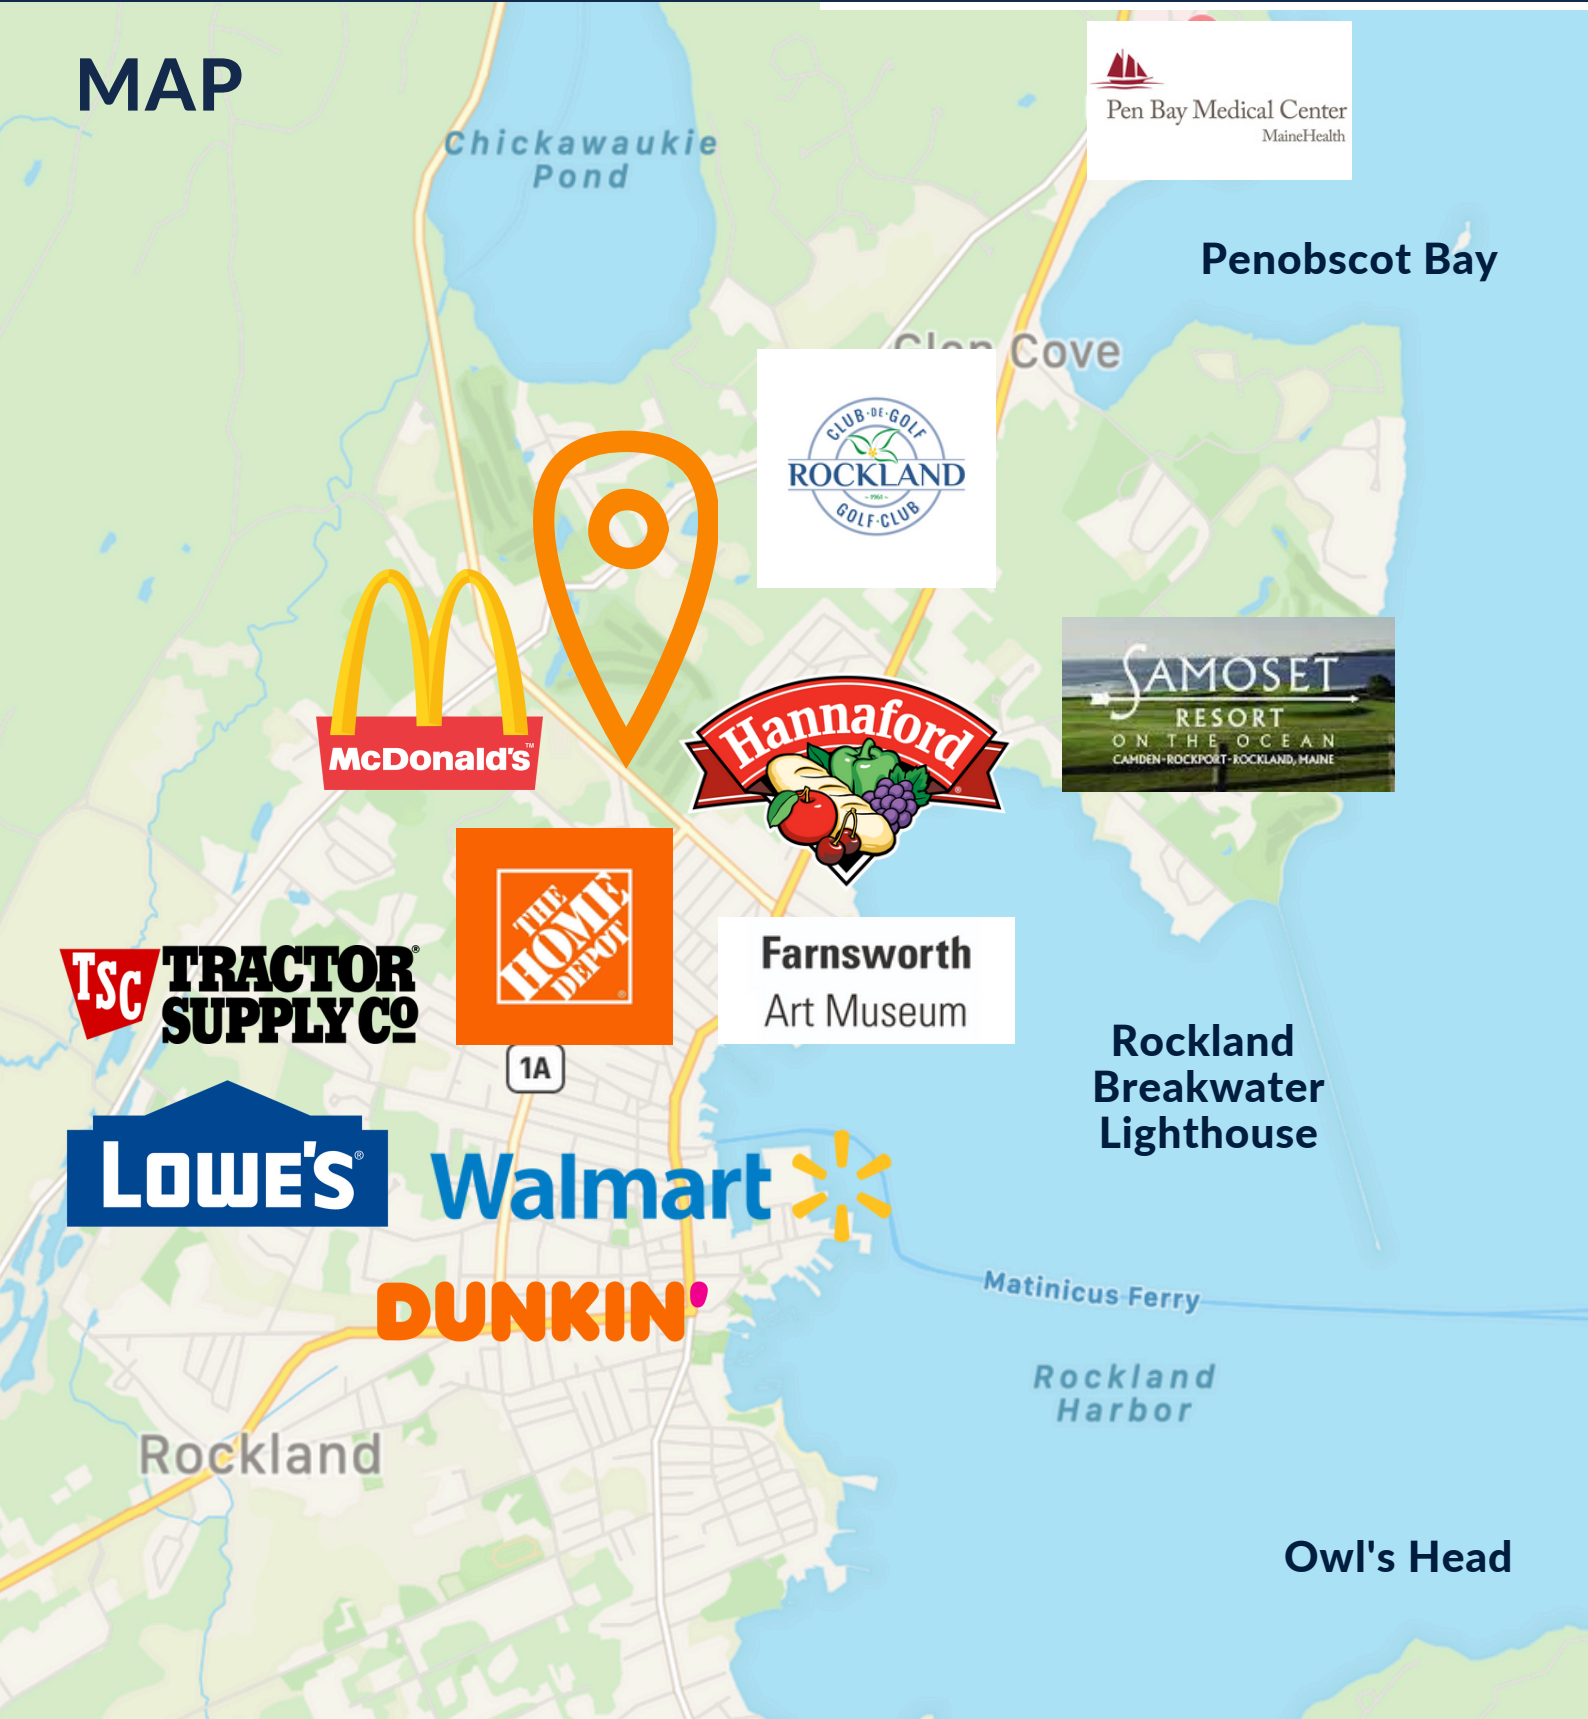 MAP
Pen Bay Medical Center
MaineHealth
Chickawaukie
Pond
Penobscot Bay
Glen Cove
CLUB·DE·GOLF
ROCKLAND
GOLF·CLUB
SAMOSET
RESORT
ON THE OCEAN
CAMDEN-ROCKPORT-ROCKLAND, MAINE
McDonald's™
Hannaford®
THE
HOME
DEPOT®
TSC TRACTOR®
SUPPLY CO
Farnsworth
Art Museum
1A
Rockland
Breakwater
Lighthouse
LOWE'S®
Walmart
DUNKIN'
Matinicus Ferry
Rockland
Harbor
Rockland
Owl's Head